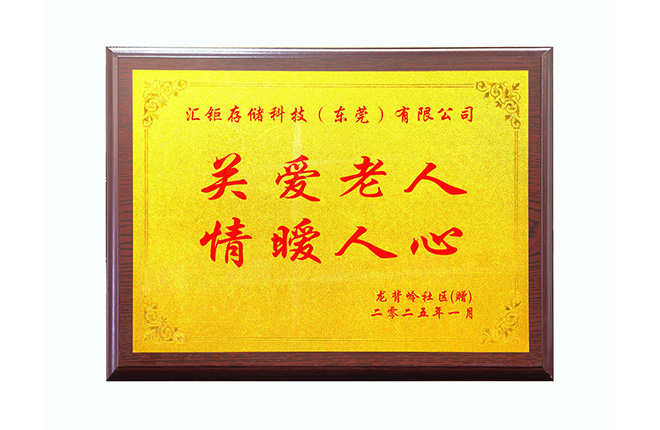 汇钜存储科技（东莞）有限公司
关爱老人
情暖人心
龙背岭社区(赠)
二零二五年一月